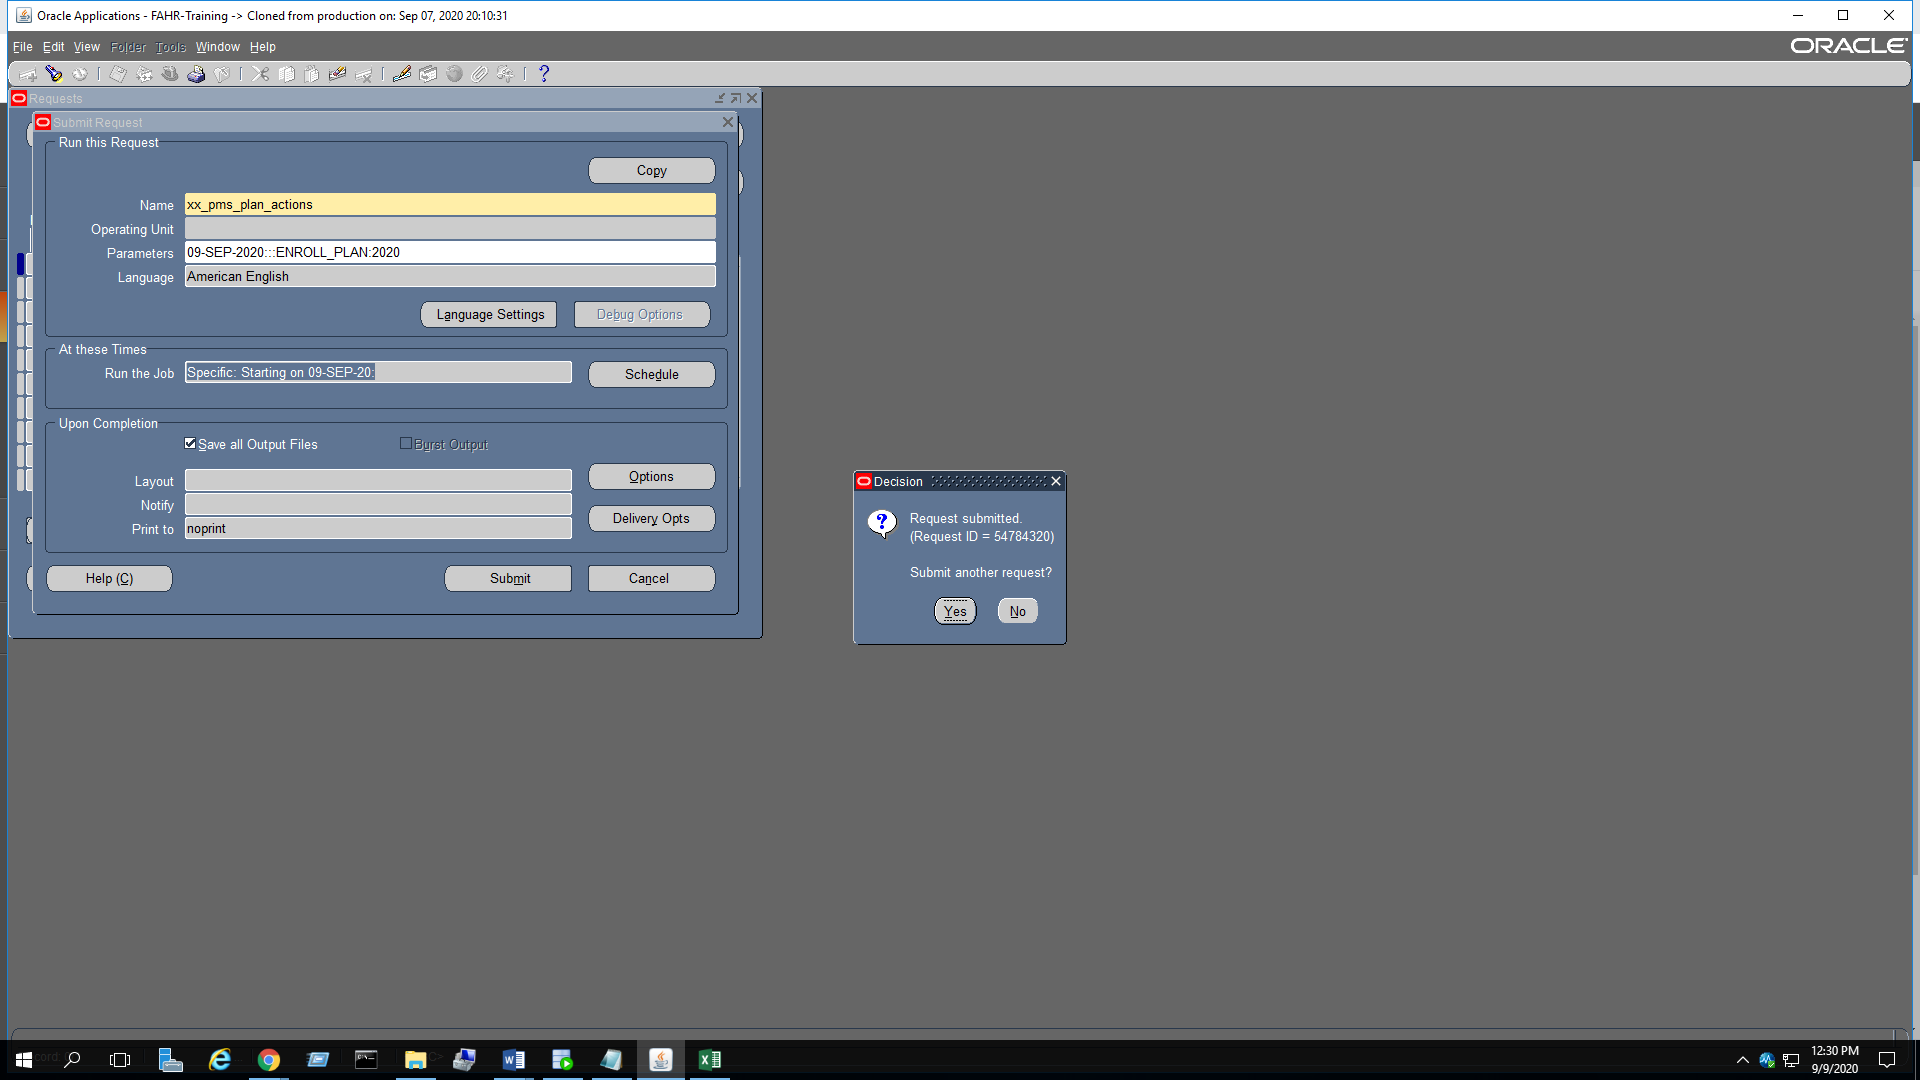 Oracle Applications - FAHR-Training -> Cloned from production on: Sep 07, 2020 20:10:31
File Edit View Folder Tools Window Help
ORACLE
Requests
Submit Request
Run this Request
Copy
Name xx_pms_plan_actions
Operating Unit
Parameters 09-SEP-2020:::ENROLL_PLAN:2020
Language American English
Language Settings Debug Options
At these Times
Run the Job Specific: Starting on 09-SEP-20: Schedule
Upon Completion
Save all Output Files Burst Output
Layout Options
Notify
Delivery Opts
Print to noprint
Help (C) Submit Cancel
Decision
Request submitted.
(Request ID = 54784320)
Submit another request?
Yes No
12:30 PM
9/9/2020